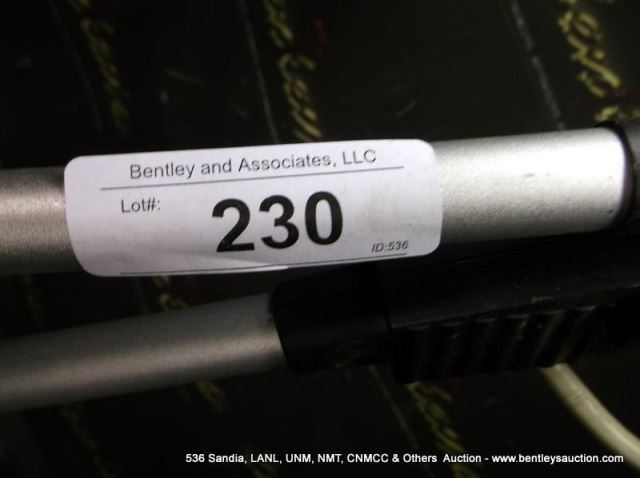 Bentley and Associates, LLC
Lot#:
230
ID:536
536 Sandia, LANL, UNM, NMT, CNMCC & Others Auction - www.bentleysauction.com